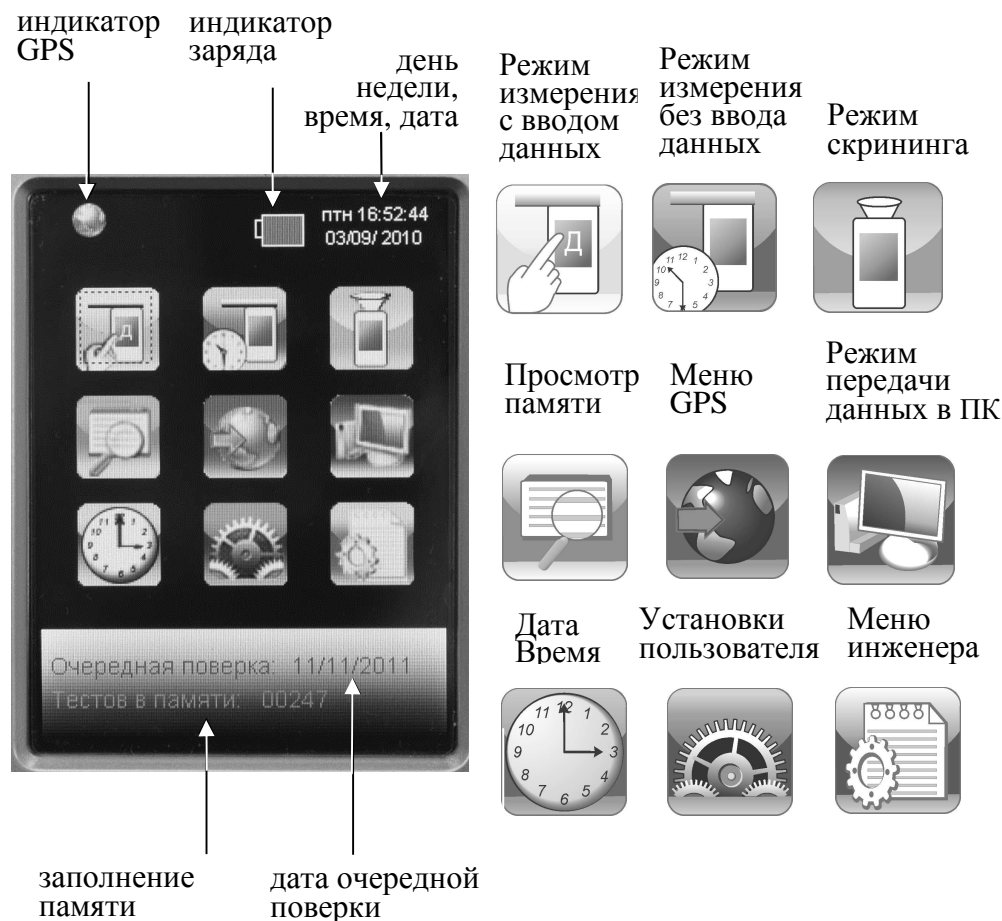 индикатор
GPS
индикатор
заряда
день
недели,
время, дата
птн 16:52:44
03/09/ 2010
Д
Очередная поверка: 11/11/2011
Тестов в памяти: 00247
заполнение
памяти
дата очередной
поверки
Режим
измерения
с вводом
данных
Режим
измерения
без ввода
данных
Режим
скрининга
Д
Просмотр
памяти
Меню
GPS
Режим
передачи
данных в ПК
Дата
Время
Установки
пользователя
Меню
инженера